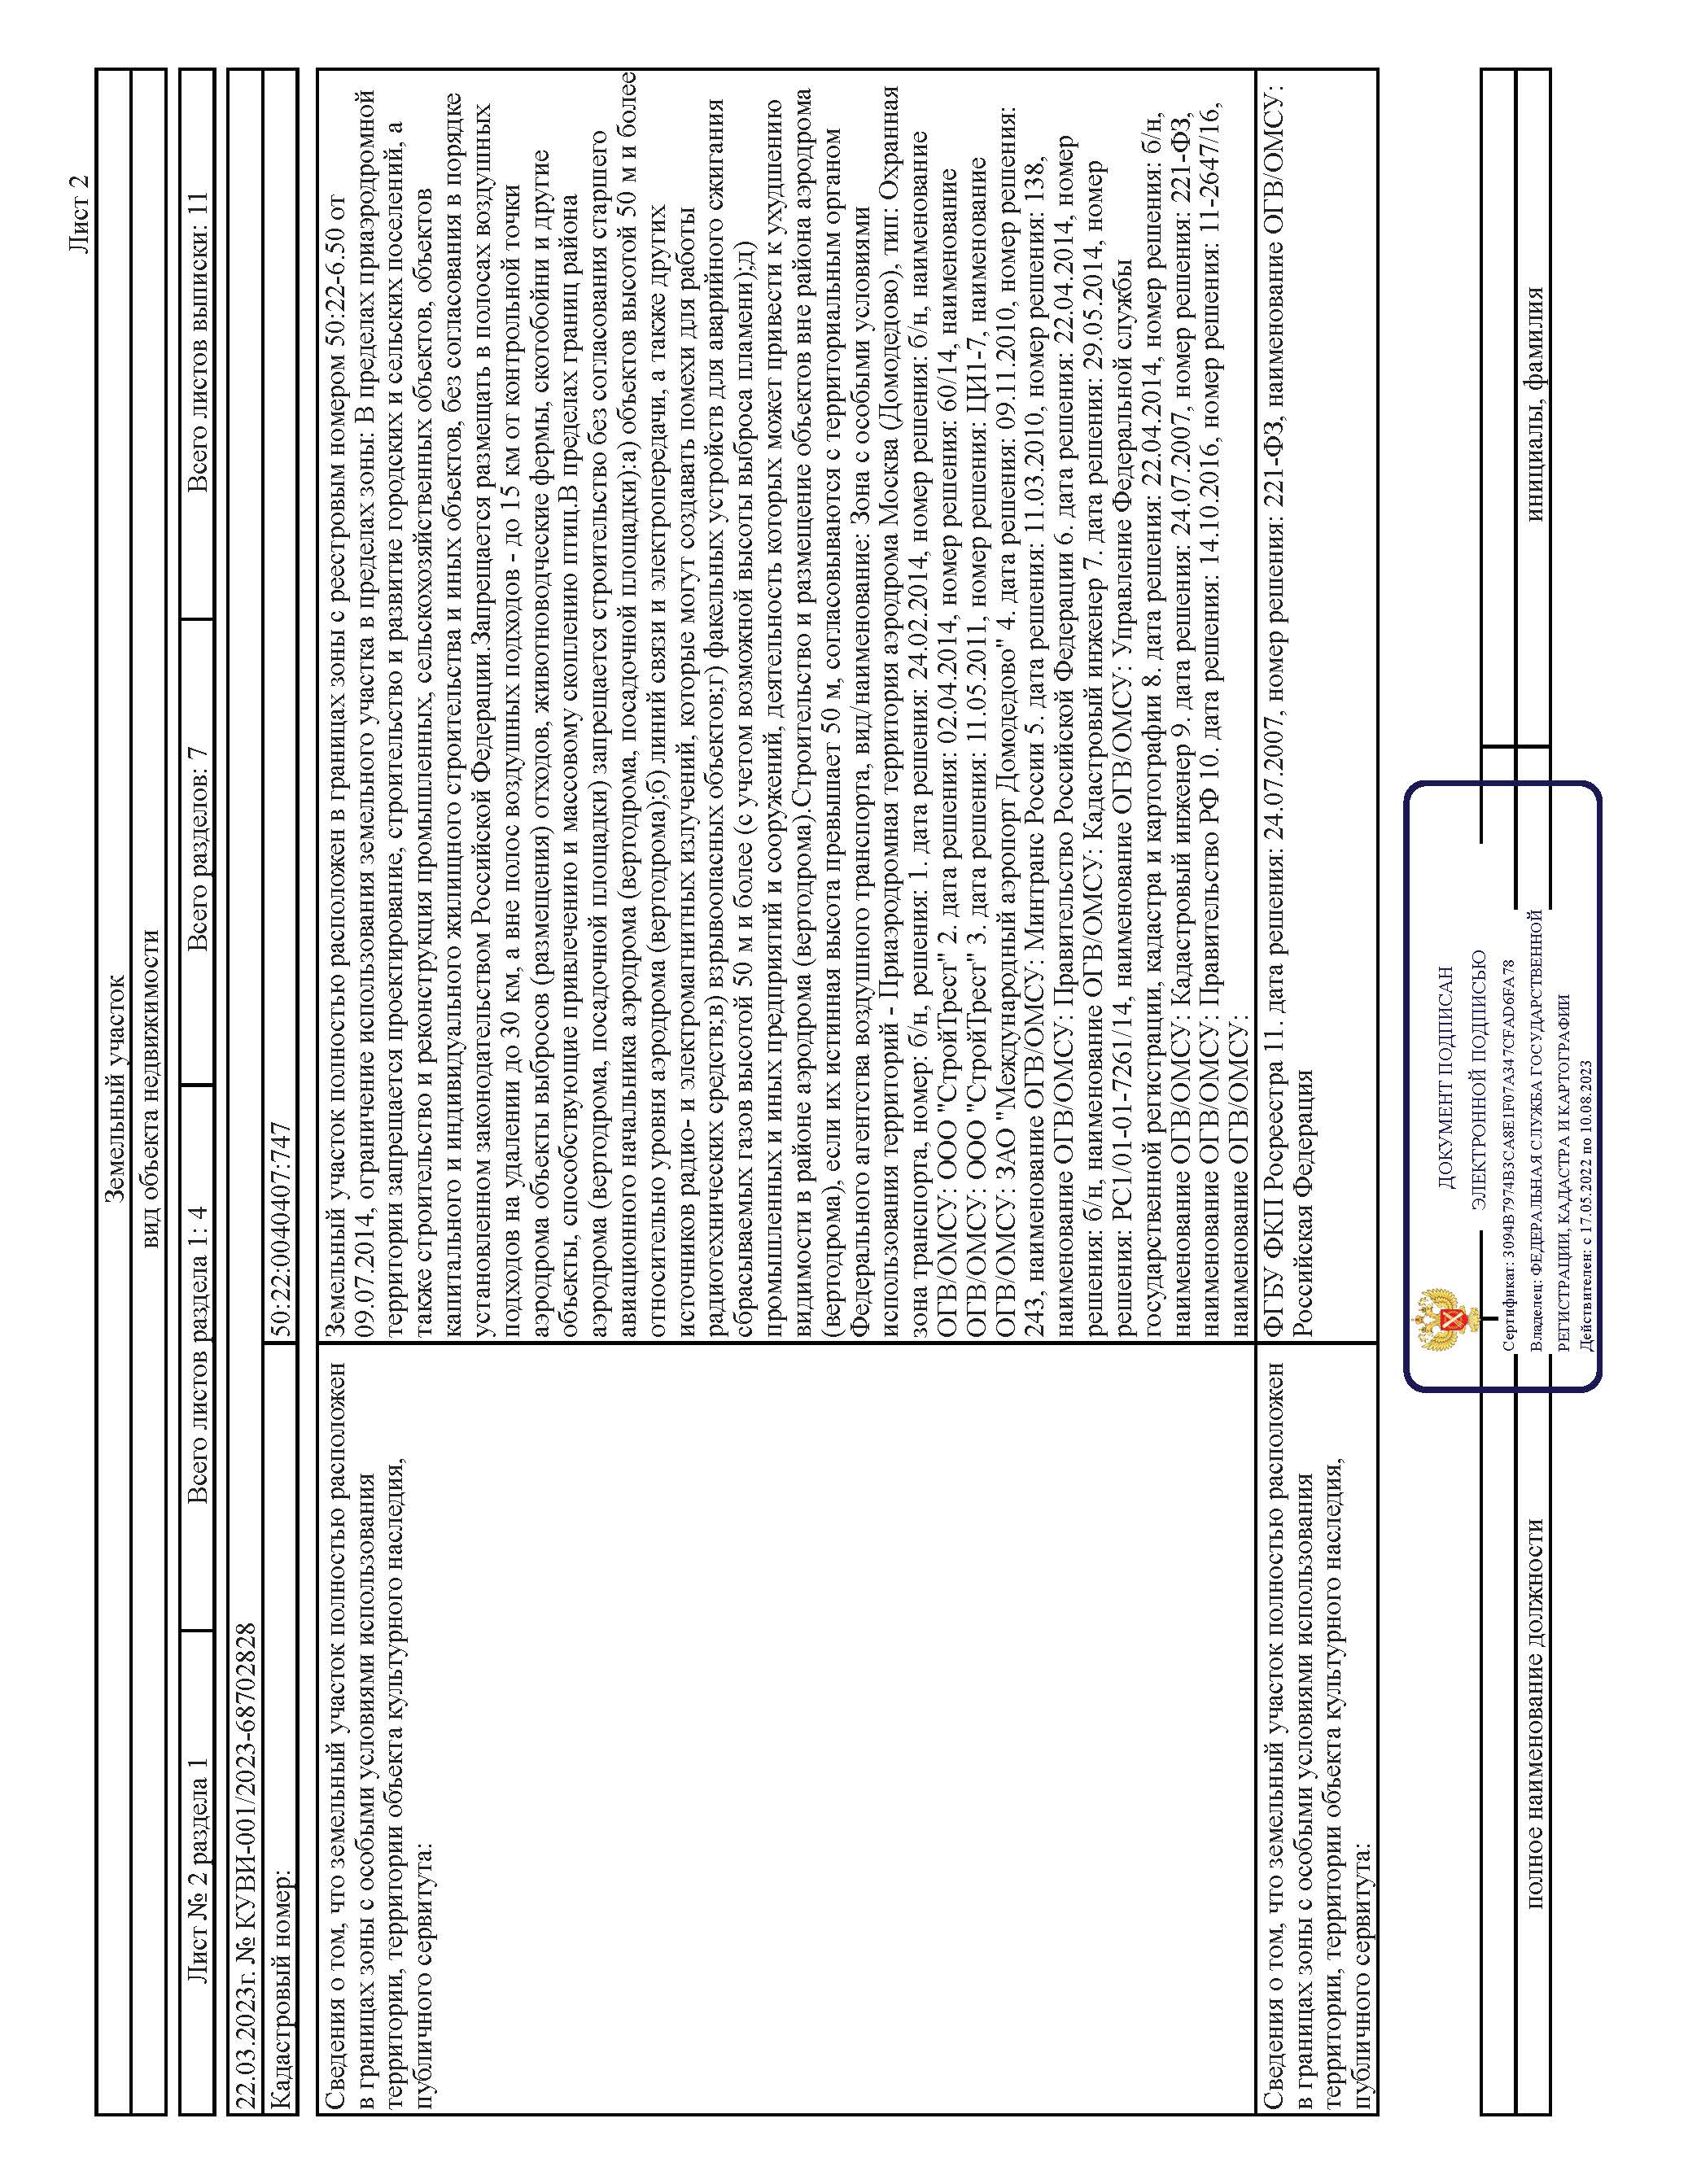 Лист 2
Земельный участок
вид объекта недвижимости
Лист № 2 раздела 1
Всего листов раздела 1: 4
Всего разделов: 7
Всего листов выписки: 11
22.03.2023г. № КУВИ-001/2023-68702828
Кадастровый номер:
50:22:0040407:747
Сведения о том, что земельный участок полностью расположен
в границах зоны с особыми условиями использования
территории, территории объекта культурного наследия,
публичного сервитута:
Земельный участок полностью расположен в границах зоны с реестровым номером 50:22-6.50 от
09.07.2014, ограничение использования земельного участка в пределах зоны: В пределах приаэродромной
территории запрещается проектирование, строительство и развитие городских и сельских поселений, а
также строительство и реконструкция промышленных, сельскохозяйственных объектов, объектов
капитального и индивидуального жилищного строительства и иных объектов, без согласования в порядке
установленном законодательством Российской Федерации.Запрещается размещать в полосах воздушных
подходов на удалении до 30 км, а вне полос воздушных подходов - до 15 км от контрольной точки
аэродрома объекты выбросов (размещения) отходов, животноводческие фермы, скотобойни и другие
объекты, способствующие привлечению и массовому скоплению птиц.В пределах границ района
аэродрома (вертодрома, посадочной площадки) запрещается строительство без согласования старшего
авиационного начальника аэродрома (вертодрома, посадочной площадки):а) объектов высотой 50 м и более
относительно уровня аэродрома (вертодрома);б) линий связи и электропередачи, а также других
источников радио- и электромагнитных излучений, которые могут создавать помехи для работы
радиотехнических средств;в) взрывоопасных объектов;г) факельных устройств для аварийного сжигания
сбрасываемых газов высотой 50 м и более (с учетом возможной высоты выброса пламени);д)
промышленных и иных предприятий и сооружений, деятельность которых может привести к ухудшению
видимости в районе аэродрома (вертодрома).Строительство и размещение объектов вне района аэродрома
(вертодрома), если их истинная высота превышает 50 м, согласовываются с территориальным органом
Федерального агентства воздушного транспорта, вид/наименование: Зона с особыми условиями
использования территорий - Приаэродромная территория аэродрома Москва (Домодедово), тип: Охранная
зона транспорта, номер: б/н, решения: 1. дата решения: 24.02.2014, номер решения: б/н, наименование
ОГВ/ОМСУ: ООО "СтройТрест" 2. дата решения: 02.04.2014, номер решения: 60/14, наименование
ОГВ/ОМСУ: ООО "СтройТрест" 3. дата решения: 11.05.2011, номер решения: ЦИ1-7, наименование
ОГВ/ОМСУ: ЗАО "Международный аэропорт Домодедово" 4. дата решения: 09.11.2010, номер решения:
243, наименование ОГВ/ОМСУ: Минтранс России 5. дата решения: 11.03.2010, номер решения: 138,
наименование ОГВ/ОМСУ: Правительство Российской Федерации 6. дата решения: 22.04.2014, номер
решения: б/н, наименование ОГВ/ОМСУ: Кадастровый инженер 7. дата решения: 29.05.2014, номер
решения: РС1/01-01-7261/14, наименование ОГВ/ОМСУ: Управление Федеральной службы
государственной регистрации, кадастра и картографии 8. дата решения: 22.04.2014, номер решения: б/н,
наименование ОГВ/ОМСУ: Кадастровый инженер 9. дата решения: 24.07.2007, номер решения: 221-ФЗ,
наименование ОГВ/ОМСУ: Правительство РФ 10. дата решения: 14.10.2016, номер решения: 11-2647/16,
наименование ОГВ/ОМСУ:
Сведения о том, что земельный участок полностью расположен
в границах зоны с особыми условиями использования
территории, территории объекта культурного наследия,
публичного сервитута:
ФГБУ ФКП Росреестра 11. дата решения: 24.07.2007, номер решения: 221-ФЗ, наименование ОГВ/ОМСУ:
Российская Федерация
ДОКУМЕНТ ПОДПИСАН
ЭЛЕКТРОННОЙ ПОДПИСЬЮ
Сертификат: 3094B7974B3CA8E1F07A347CFAD6FA78
Владелец: ФЕДЕРАЛЬНАЯ СЛУЖБА ГОСУДАРСТВЕННОЙ
РЕГИСТРАЦИИ, КАДАСТРА И КАРТОГРАФИИ
Действителен: с 17.05.2022 по 10.08.2023
полное наименование должности
инициалы, фамилия